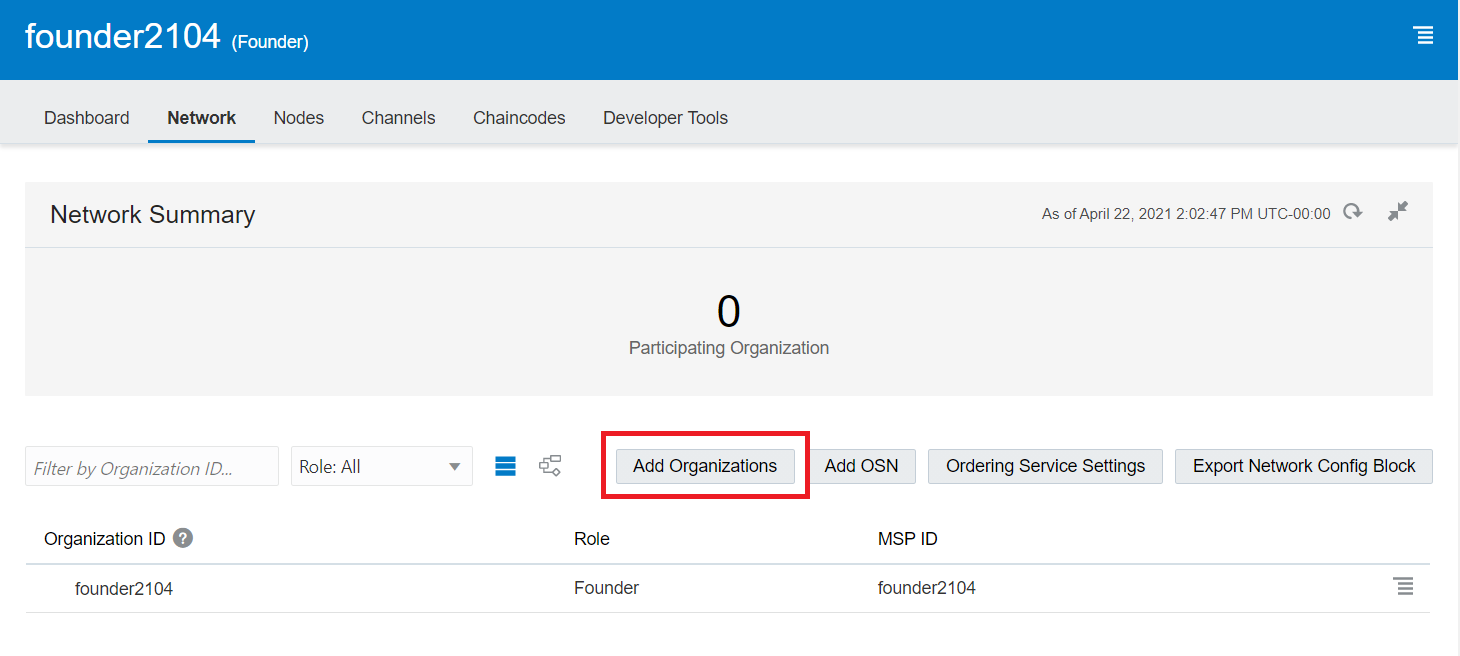 founder2104 (Founder)
Dashboard Network Nodes Channels Chaincodes Developer Tools
Network Summary As of April 22, 2021 2:02:47 PM UTC-00:00
0
Participating Organization
Filter by Organization ID... Role: All Add Organizations Add OSN Ordering Service Settings Export Network Config Block
Organization ID ? Role MSP ID
founder2104 Founder founder2104